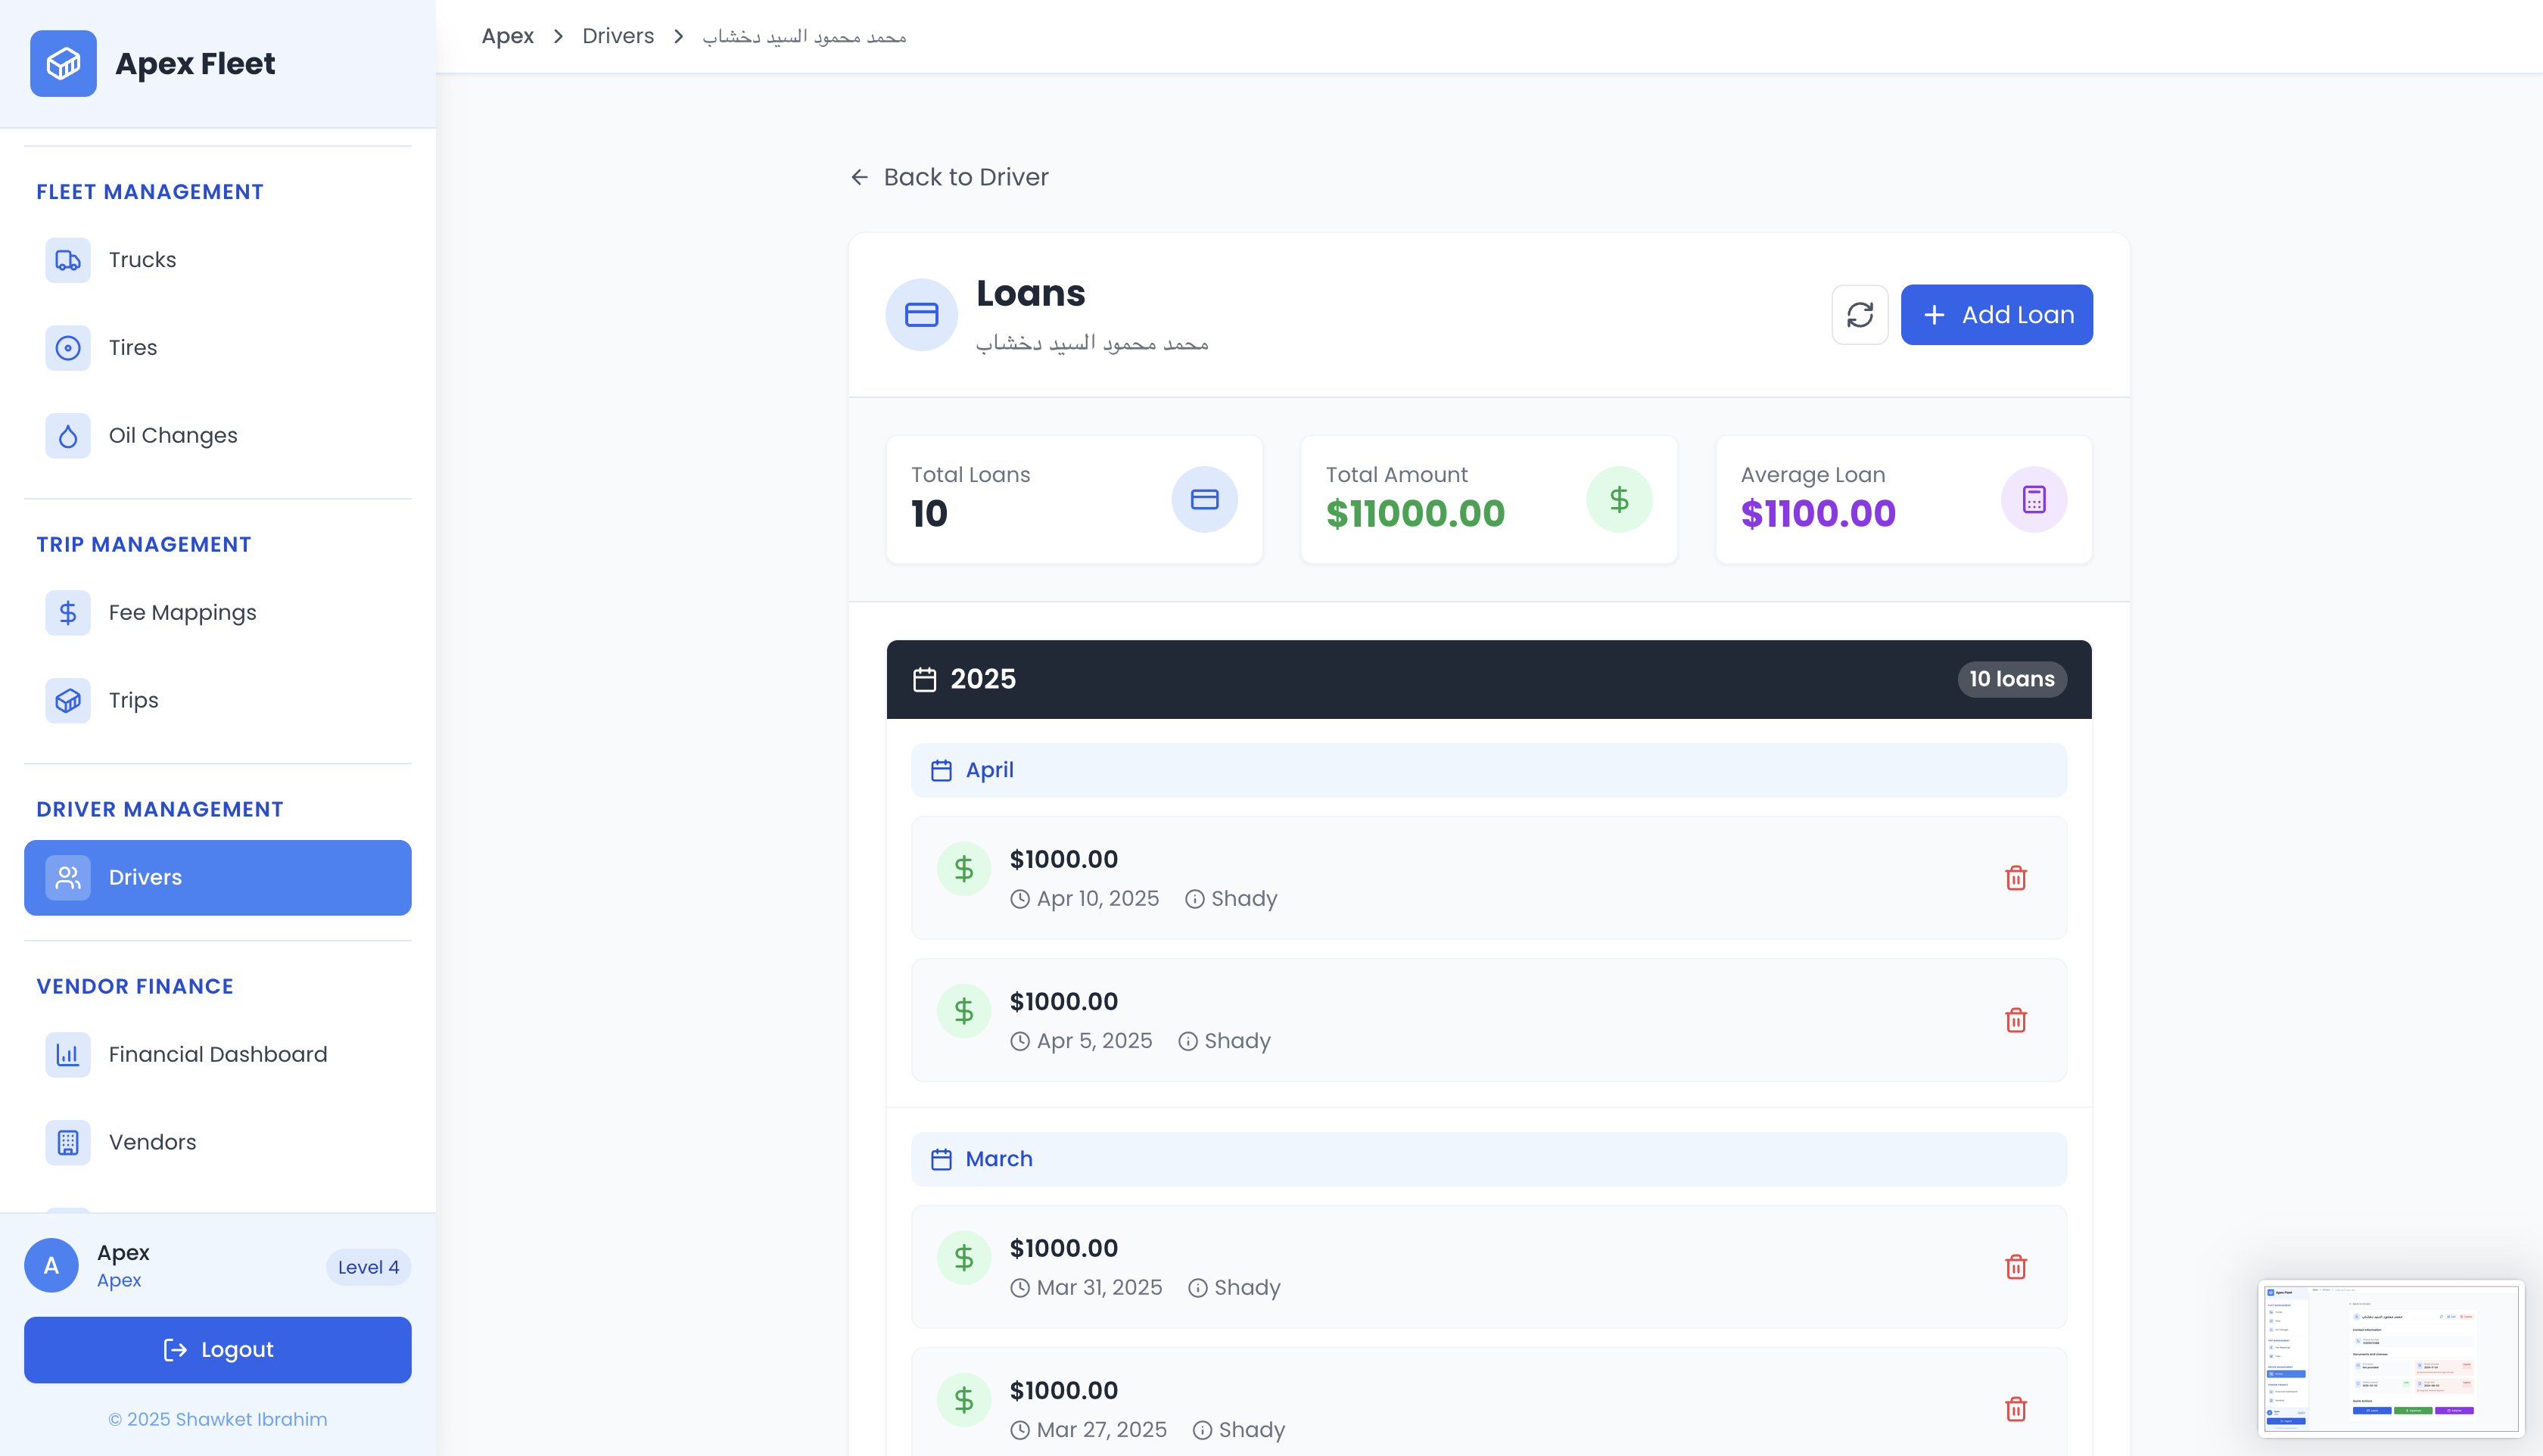 Apex Fleet
FLEET MANAGEMENT
Trucks
Tires
Oil Changes
TRIP MANAGEMENT
Fee Mappings
Trips
DRIVER MANAGEMENT
Drivers
VENDOR FINANCE
Financial Dashboard
Vendors
A
Apex
Apex
Level 4
Logout
© 2025 Shawket Ibrahim
Apex > Drivers > محمد محمود السيد دخشاب
Back to Driver
Loans
محمد محمود السيد دخشاب
Add Loan
Total Loans
10
Total Amount
$11000.00
Average Loan
$1100.00
2025
10 loans
April
$1000.00
Apr 10, 2025 Shady
$1000.00
Apr 5, 2025 Shady
March
$1000.00
Mar 31, 2025 Shady
$1000.00
Mar 27, 2025 Shady